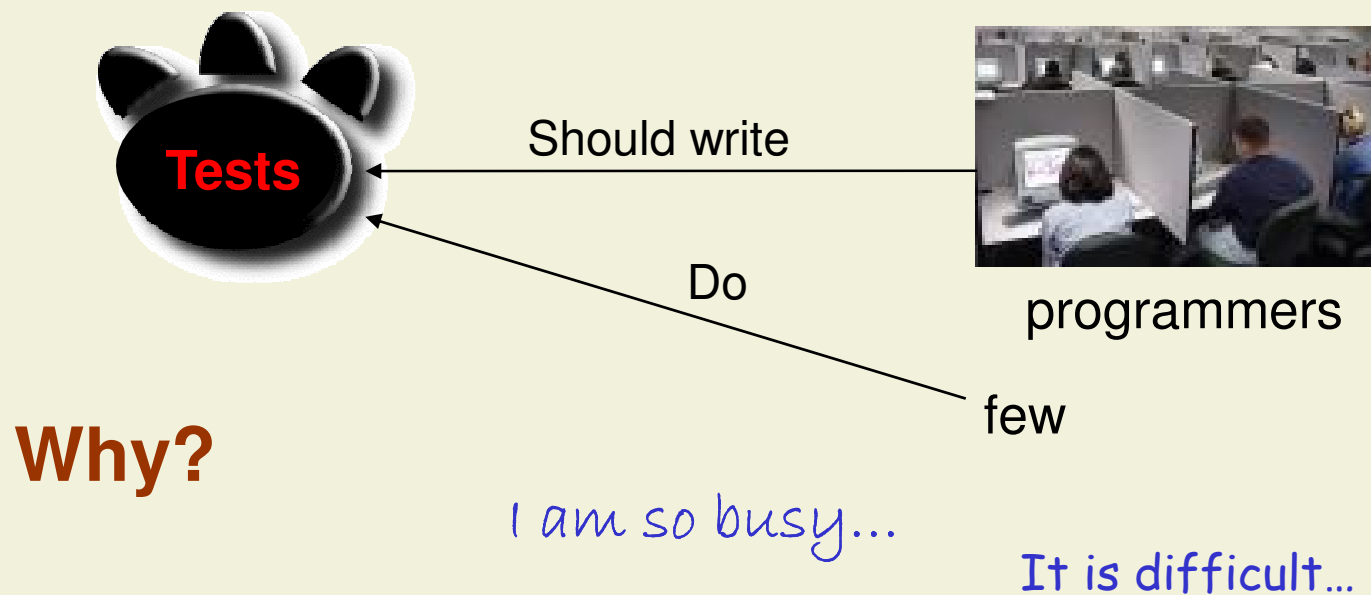 Should write
Tests
Do
programmers
few
Why?
I am so busy...
It is difficult...